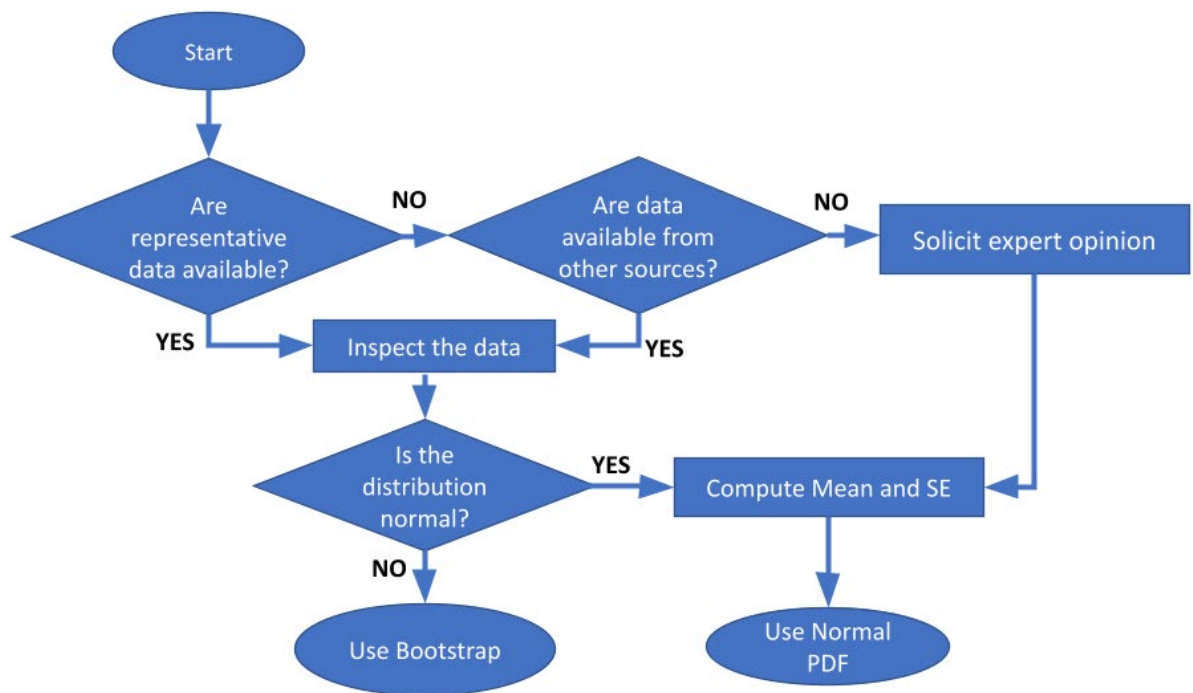 Start
Are
representative
data available?
NO
Are data
available from
other sources?
NO
Solicit expert opinion
YES
Inspect the data
YES
Is the
distribution
normal?
YES
Compute Mean and SE
NO
Use Bootstrap
Use Normal
PDF